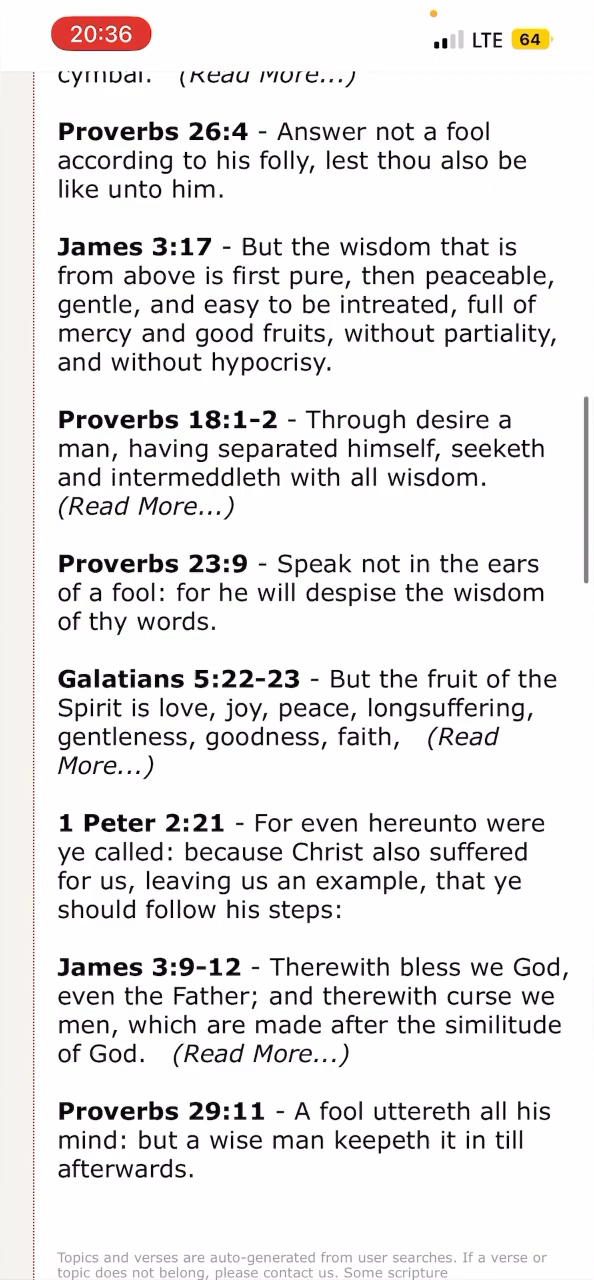 20:36
LTE 64
cymbal. (Read More...)
Proverbs 26:4 - Answer not a fool
according to his folly, lest thou also be
like unto him.
James 3:17 - But the wisdom that is
from above is first pure, then peaceable,
gentle, and easy to be intreated, full of
mercy and good fruits, without partiality,
and without hypocrisy.
Proverbs 18:1-2 - Through desire a
man, having separated himself, seeketh
and intermeddleth with all wisdom.
(Read More...)
Proverbs 23:9 - Speak not in the ears
of a fool: for he will despise the wisdom
of thy words.
Galatians 5:22-23 - But the fruit of the
Spirit is love, joy, peace, longsuffering,
gentleness, goodness, faith, (Read
More...)
1 Peter 2:21 - For even hereunto were
ye called: because Christ also suffered
for us, leaving us an example, that ye
should follow his steps:
James 3:9-12 - Therewith bless we God,
even the Father; and therewith curse we
men, which are made after the similitude
of God. (Read More...)
Proverbs 29:11 - A fool uttereth all his
mind: but a wise man keepeth it in till
afterwards.
Topics and verses are auto-generated from user searches. If a verse or
topic does not belong, please contact us. Some scripture